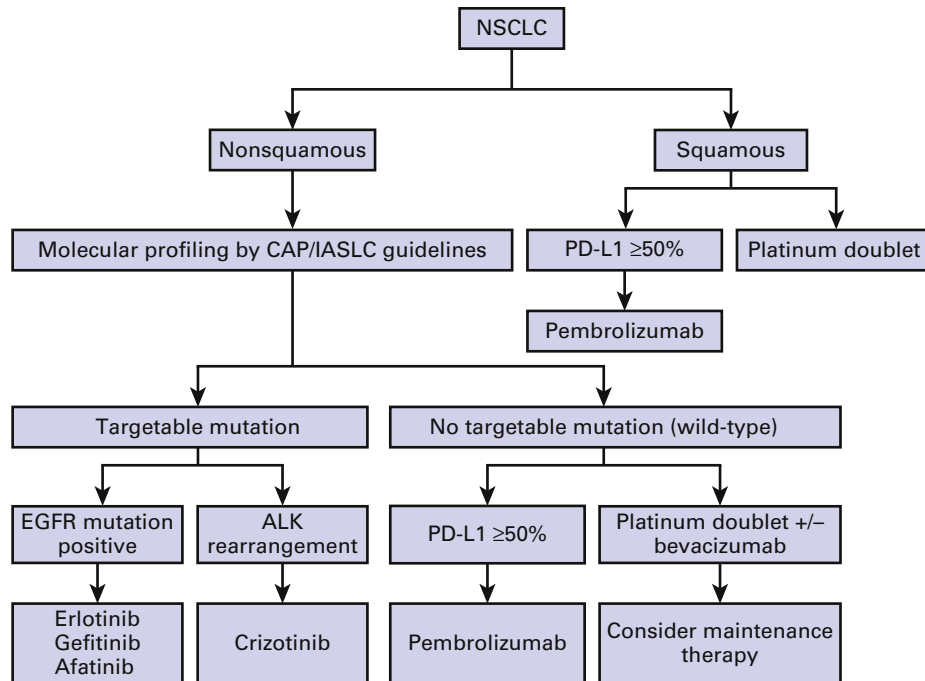 NSCLC
Nonsquamous
Squamous
Molecular profiling by CAP/IASLC guidelines
PD-L1 ≥50%
Platinum doublet
Pembrolizumab
Targetable mutation
No targetable mutation (wild-type)
EGFR mutation
positive
ALK
rearrangement
PD-L1 ≥50%
Platinum doublet +/–
bevacizumab
Erlotinib
Gefitinib
Afatinib
Crizotinib
Pembrolizumab
Consider maintenance
therapy